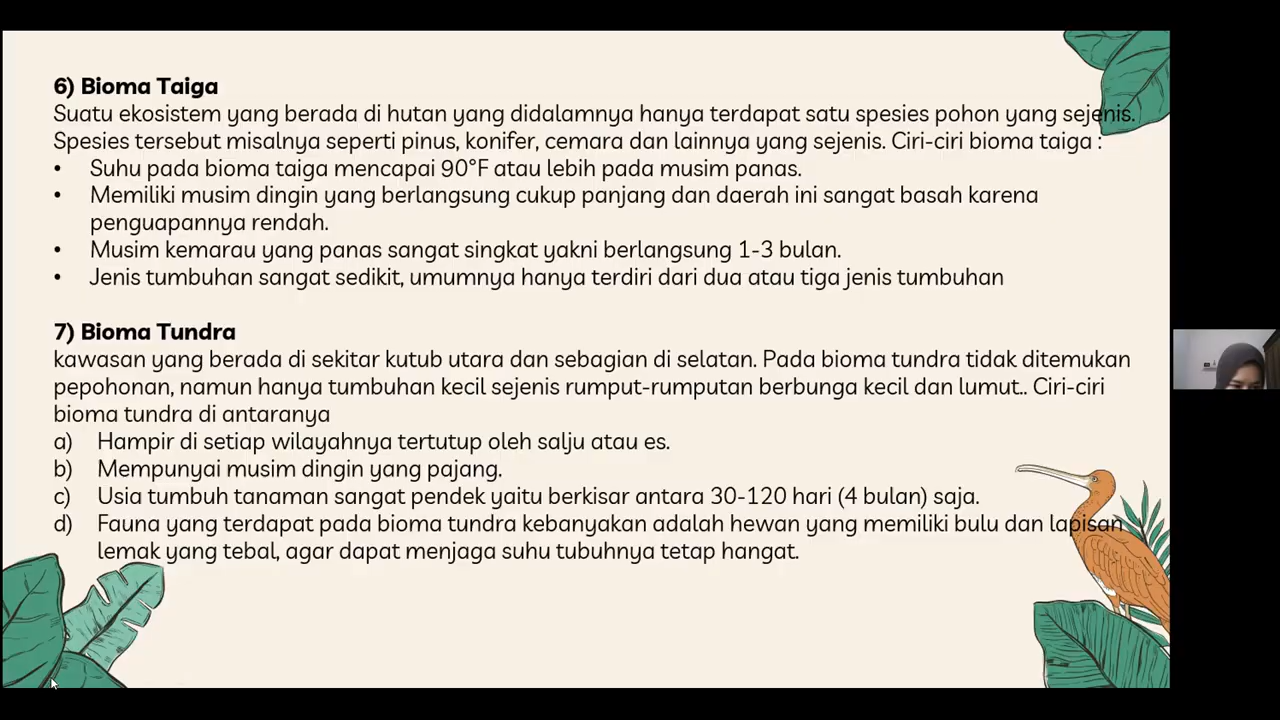 6) Bioma Taiga
Suatu ekosistem yang berada di hutan yang didalamnya hanya terdapat satu spesies pohon yang sejenis.
Spesies tersebut misalnya seperti pinus, konifer, cemara dan lainnya yang sejenis. Ciri-ciri bioma taiga :
• Suhu pada bioma taiga mencapai 90°F atau lebih pada musim panas.
• Memiliki musim dingin yang berlangsung cukup panjang dan daerah ini sangat basah karena
penguapannya rendah.
• Musim kemarau yang panas sangat singkat yakni berlangsung 1-3 bulan.
• Jenis tumbuhan sangat sedikit, umumnya hanya terdiri dari dua atau tiga jenis tumbuhan
7) Bioma Tundra
kawasan yang berada di sekitar kutub utara dan sebagian di selatan. Pada bioma tundra tidak ditemukan
pepohonan, namun hanya tumbuhan kecil sejenis rumput-rumputan berbunga kecil dan lumut.. Ciri-ciri
bioma tundra di antaranya
a) Hampir di setiap wilayahnya tertutup oleh salju atau es.
b) Mempunyai musim dingin yang pajang.
c) Usia tumbuh tanaman sangat pendek yaitu berkisar antara 30-120 hari (4 bulan) saja.
d) Fauna yang terdapat pada bioma tundra kebanyakan adalah hewan yang memiliki bulu dan lapisan
lemak yang tebal, agar dapat menjaga suhu tubuhnya tetap hangat.